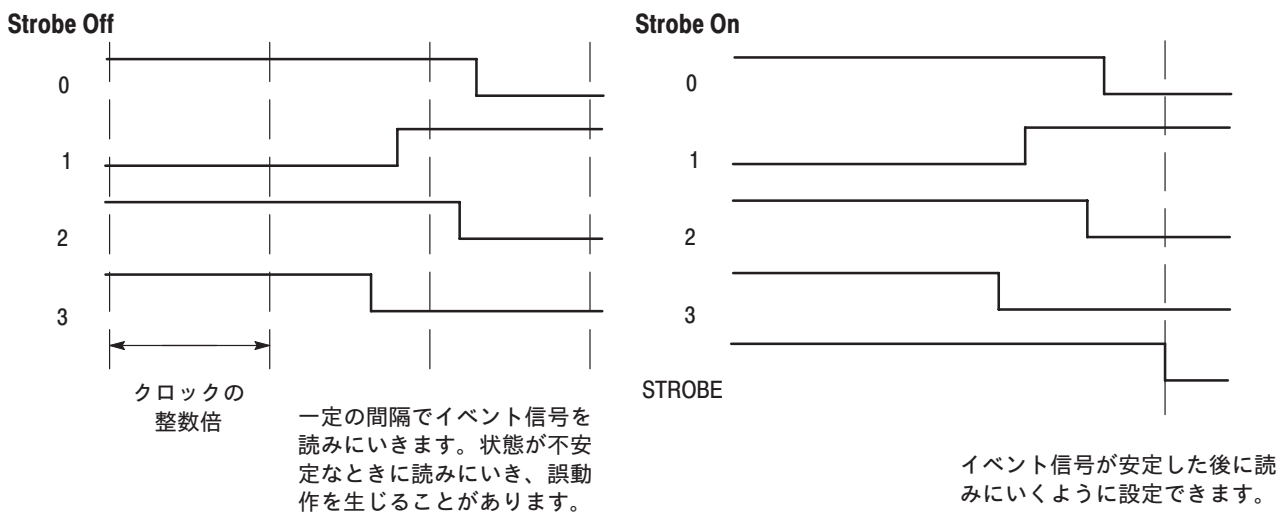 Strobe Off
0
1
2
3
クロックの
整数倍
一定の間隔でイベント信号を
読みにいきます。状態が不安
定なときに読みにいき、誤動
作を生じることがあります。
Strobe On
0
1
2
3
STROBE
イベント信号が安定した後に読
みにいくように設定できます。